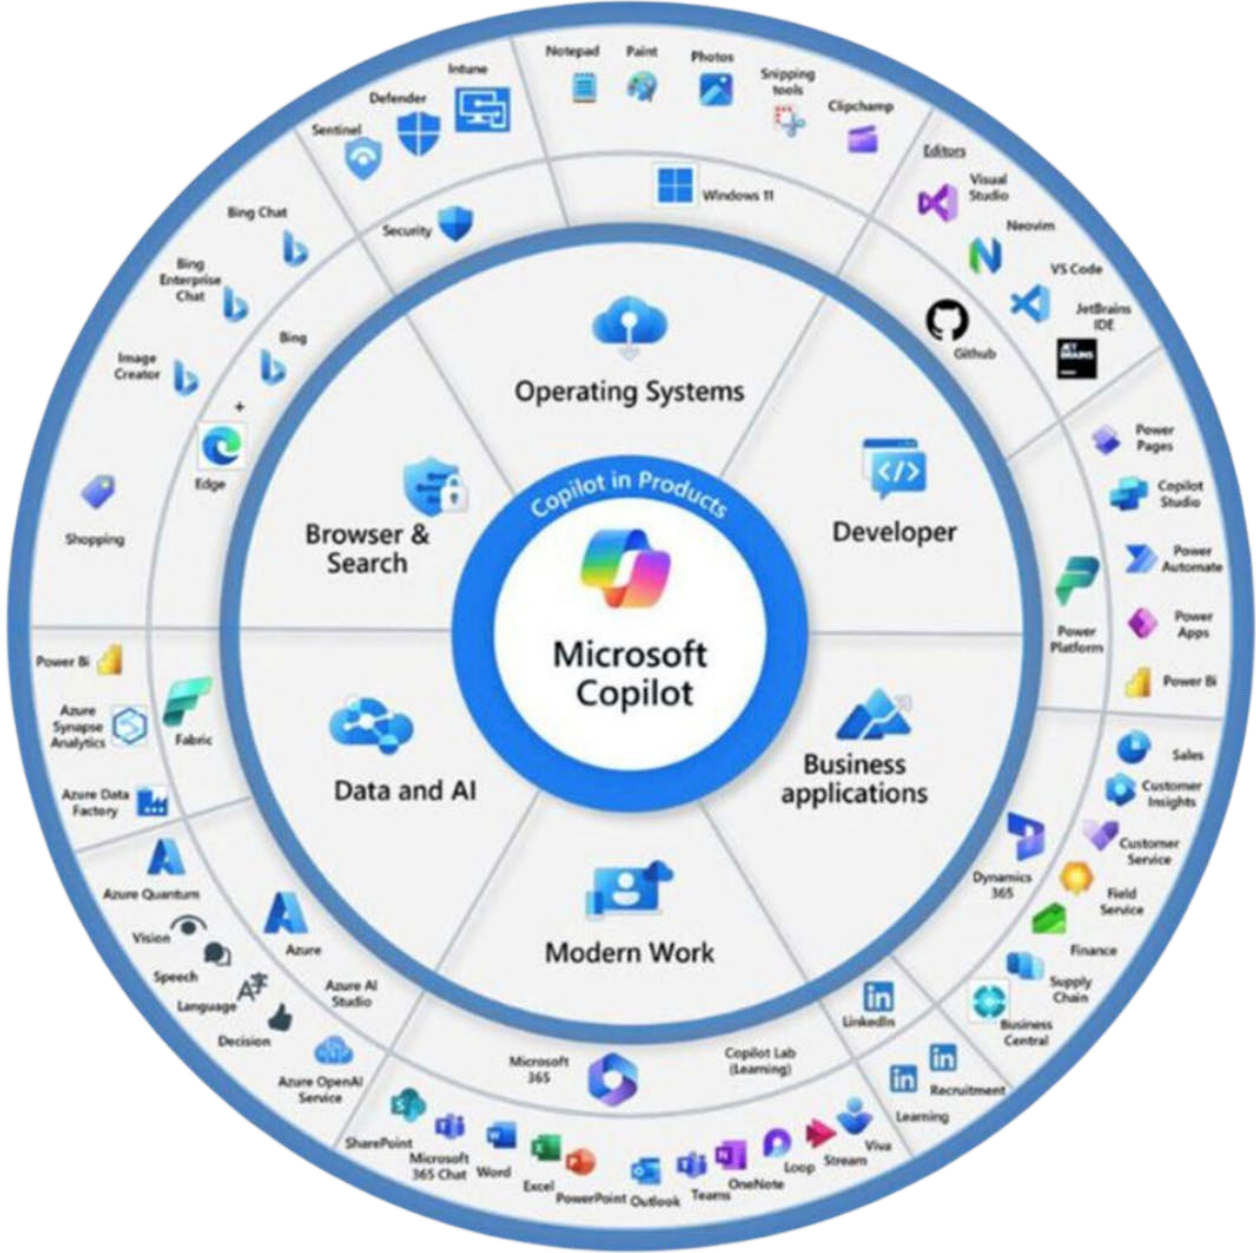 Copilot in Products
Microsoft
Copilot
Operating Systems
Developer
Business
applications
Modern Work
Data and AI
Browser &
Search
Windows 11
Notepad
Paint
Photos
Snipping
tools
Clipchamp
Github
Editors
Visual
Studio
Neovim
VS Code
JetBrains
IDE
JET
BRAINS
Power
Platform
Power
Pages
Copilot
Studio
Power
Automate
Power
Apps
Power Bi
Dynamics
365
Sales
Customer
Insights
Customer
Service
Field
Service
Finance
Supply
Chain
Business
Central
LinkedIn
in
in
in
Recruitment
Learning
Microsoft
365
Copilot Lab
(Learning)
SharePoint
Microsoft
365 Chat
Word
Excel
PowerPoint
Outlook
Teams
OneNote
Loop
Stream
Viva
Azure
Azure AI
Studio
Azure Quantum
Vision
Speech
Language
Decision
Azure OpenAI
Service
Fabric
Power Bi
Azure
Synapse
Analytics
Azure Data
Factory
Bing
+
Edge
Bing Chat
Bing
Enterprise
Chat
Image
Creator
Shopping
Security
Sentinel
Defender
Intune